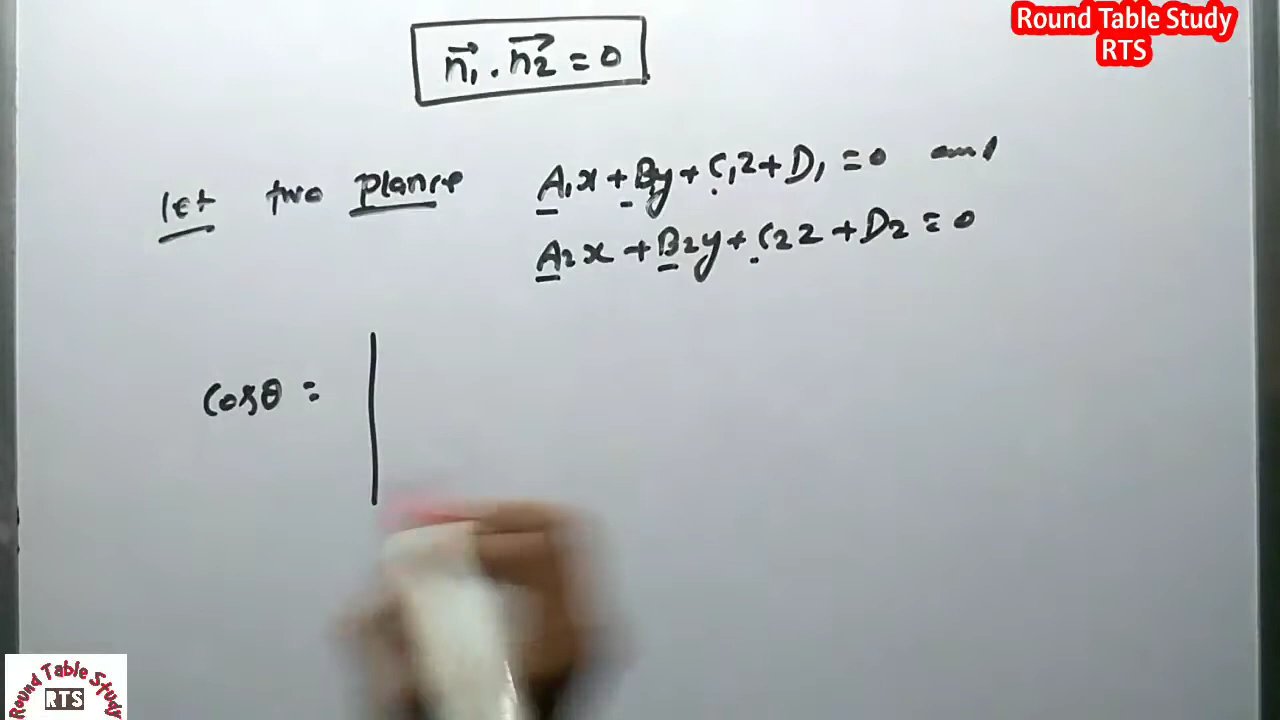 Round Table Study
RTS
n₁⃗ . n₂⃗ = 0
Let two planes A₁x + B₁y + C₁z + D₁ = 0 and
A₂x + B₂y + C₂z + D₂ = 0
Cosθ =
Round Table Study
RTS